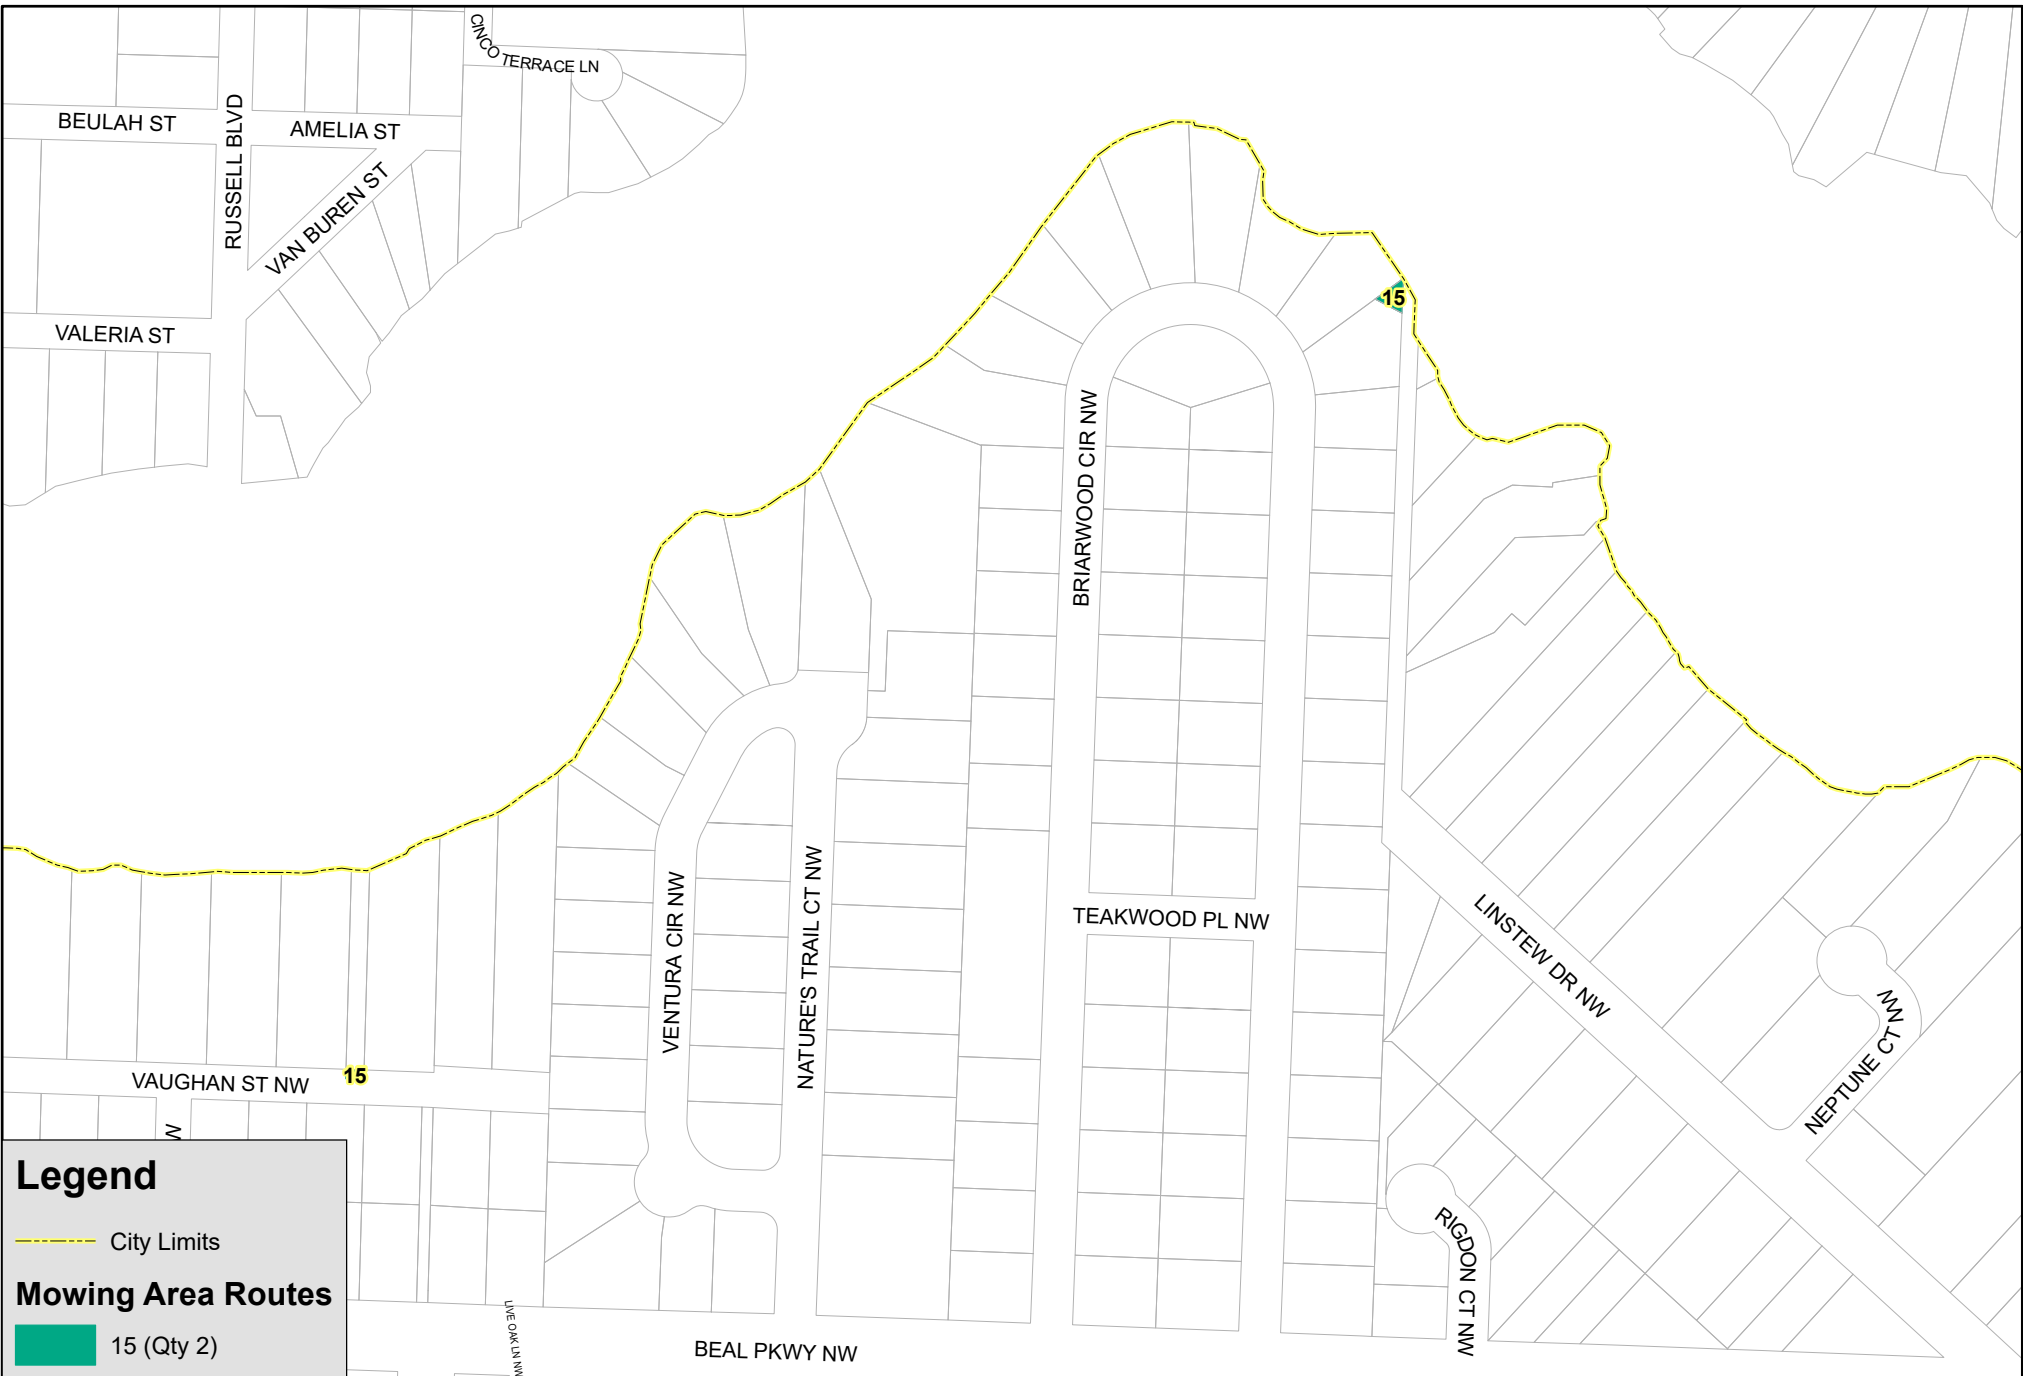 CINCO TERRACE LN
BEULAH ST
RUSSELL BLVD
AMELIA ST
VAN BUREN ST
VALERIA ST
15
BRIARWOOD CIR NW
TEAKWOOD PL NW
LINSTEW DR NW
NEPTUNE CT NW
VENTURA CIR NW
NATURE'S TRAIL CT NW
15
VAUGHAN ST NW
W
RIGDON CT NW
LIVE OAK LN NW
BEAL PKWY NW
Legend
City Limits
Mowing Area Routes
15 (Qty 2)